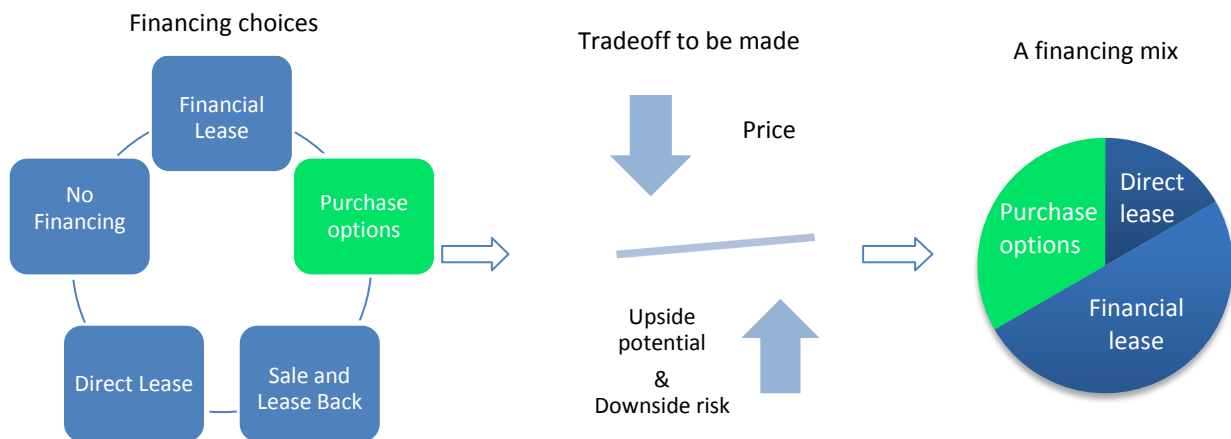 Financing choices
Financial
Lease
No
Financing
Purchase
options
Direct Lease
Sale and
Lease Back
Tradeoff to be made
Price
Upside
potential
&
Downside risk
A financing mix
Direct
lease
Purchase
options
Financial
lease